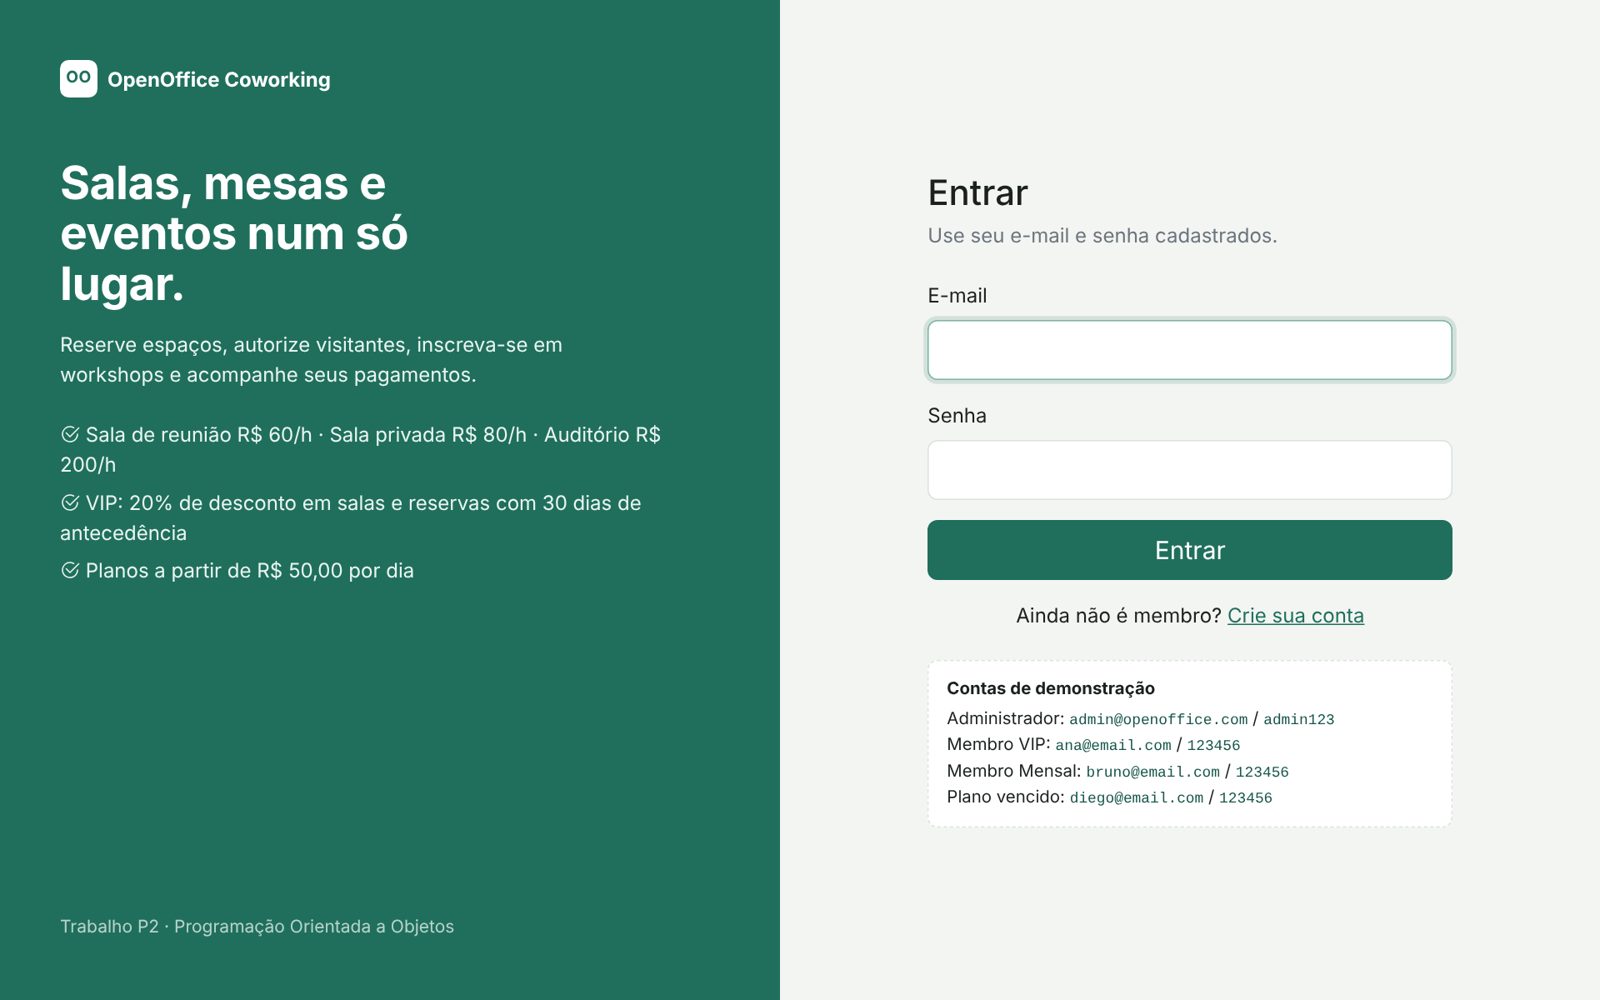 OO OpenOffice Coworking
Salas, mesas e
eventos num só
lugar.
Reserve espaços, autorize visitantes, inscreva-se em
workshops e acompanhe seus pagamentos.
Sala de reunião R$ 60/h · Sala privada R$ 80/h · Auditório R$
200/h
VIP: 20% de desconto em salas e reservas com 30 dias de
antecedência
Planos a partir de R$ 50,00 por dia
Trabalho P2 · Programação Orientada a Objetos
Entrar
Use seu e-mail e senha cadastrados.
E-mail
Senha
Entrar
Ainda não é membro? Crie sua conta
Contas de demonstração
Administrador: admin@openoffice.com / admin123
Membro VIP: ana@email.com / 123456
Membro Mensal: bruno@email.com / 123456
Plano vencido: diego@email.com / 123456